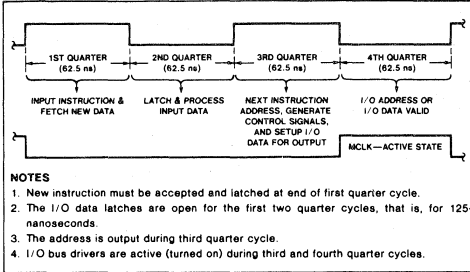 1ST QUARTER
(62.5 ns)
2ND QUARTER
(62.5 ns)
3RD QUARTER
(62.5 ns)
4TH QUARTER
(62.5 ns)
INPUT INSTRUCTION &
FETCH NEW DATA
LATCH & PROCESS
INPUT DATA
NEXT INSTRUCTION
ADDRESS, GENERATE
CONTROL SIGNALS,
AND SETUP I/O
DATA FOR OUTPUT
I/O ADDRESS OR
I/O DATA VALID
MCLK—ACTIVE STATE
NOTES
1. New instruction must be accepted and latched at end of first quarter cycle.
2. The I/O data latches are open for the first two quarter cycles, that is, for 125-
nanoseconds.
3. The address is output during third quarter cycle.
4. I/O bus drivers are active (turned on) during third and fourth quarter cycles.